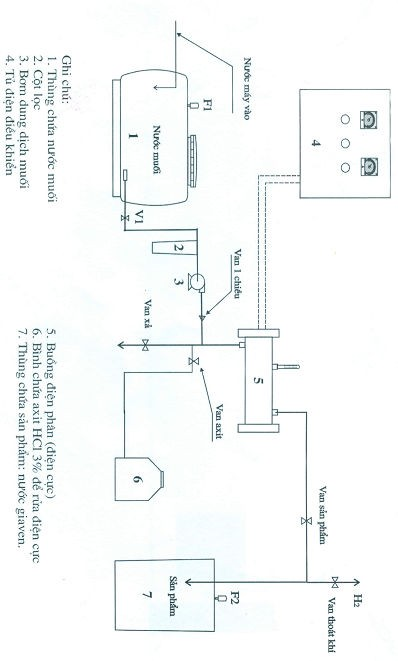 Nước máy vào
F1
Nước muối
1
V1
2
3
4
Van 1 chiều
Van xả
Van axit
5
6
Van sản phẩm
H2
Van thoát khí
F2
Sản phẩm
7
Ghi chú:
1. Thùng chứa nước muối
2. Cột lọc
3. Bơm dung dịch muối
4. Tủ điện điều khiển
5. Buồng điện phân (điện cực)
6. Bình chứa axit HCl 3% để rửa điện cực
7. Thùng chứa sản phẩm: nước giaven.